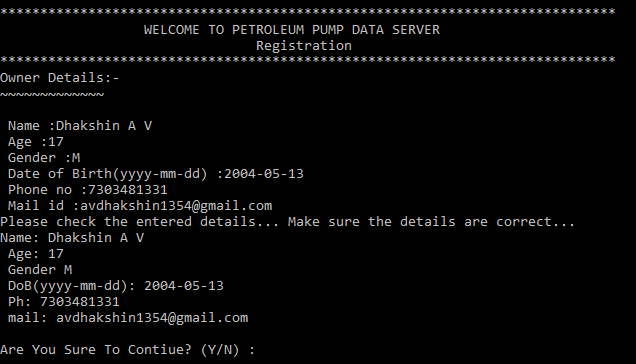 *****************************************************************************
WELCOME TO PETROLEUM PUMP DATA SERVER
Registration
*****************************************************************************
Owner Details:-
~~~~~~~~~~~~~
Name :Dhakshin A V
Age :17
Gender :M
Date of Birth(yyyy-mm-dd) :2004-05-13
Phone no :7303481331
Mail id :avdhakshin1354@gmail.com
Please check the entered details... Make sure the details are correct...
Name: Dhakshin A V
Age: 17
Gender M
DoB(yyyy-mm-dd): 2004-05-13
Ph: 7303481331
mail: avdhakshin1354@gmail.com
Are You Sure To Contiue? (Y/N) :